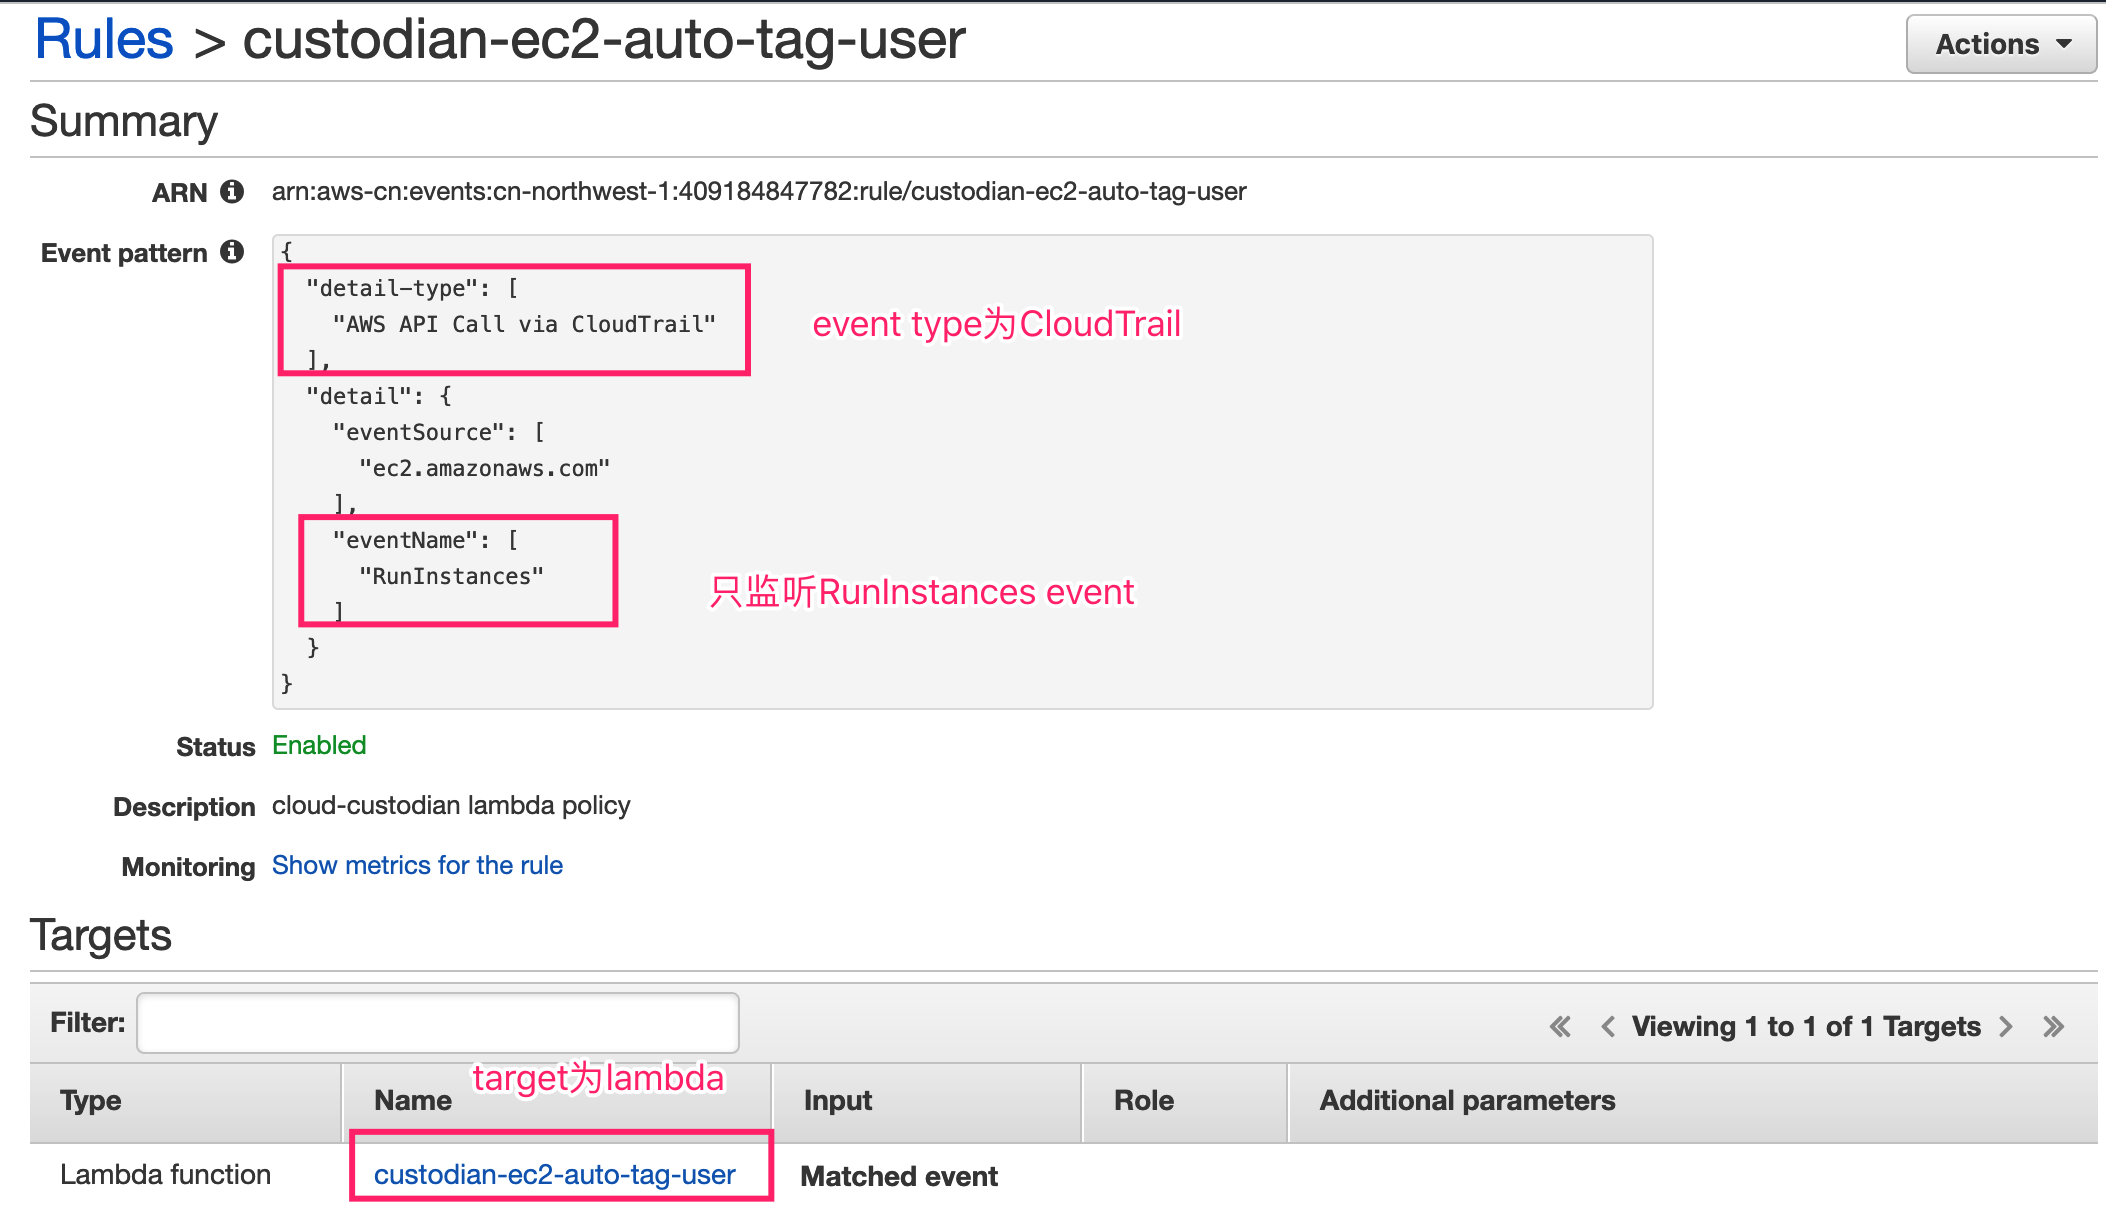 Rules > custodian-ec2-auto-tag-user
Actions
Summary
ARN arn:aws-cn:events:cn-northwest-1:409184847782:rule/custodian-ec2-auto-tag-user
Event pattern
{
"detail-type": [
"AWS API Call via CloudTrail"
],
event type为CloudTrail
"detail": {
"eventSource": [
"ec2.amazonaws.com"
],
"eventName": [
"RunInstances"
]
只监听RunInstances event
}
}
Status Enabled
Description cloud-custodian lambda policy
Monitoring Show metrics for the rule
Targets
Filter:
« < Viewing 1 to 1 of 1 Targets > »
target为lambda
Type Name Input Role Additional parameters
Lambda function custodian-ec2-auto-tag-user Matched event